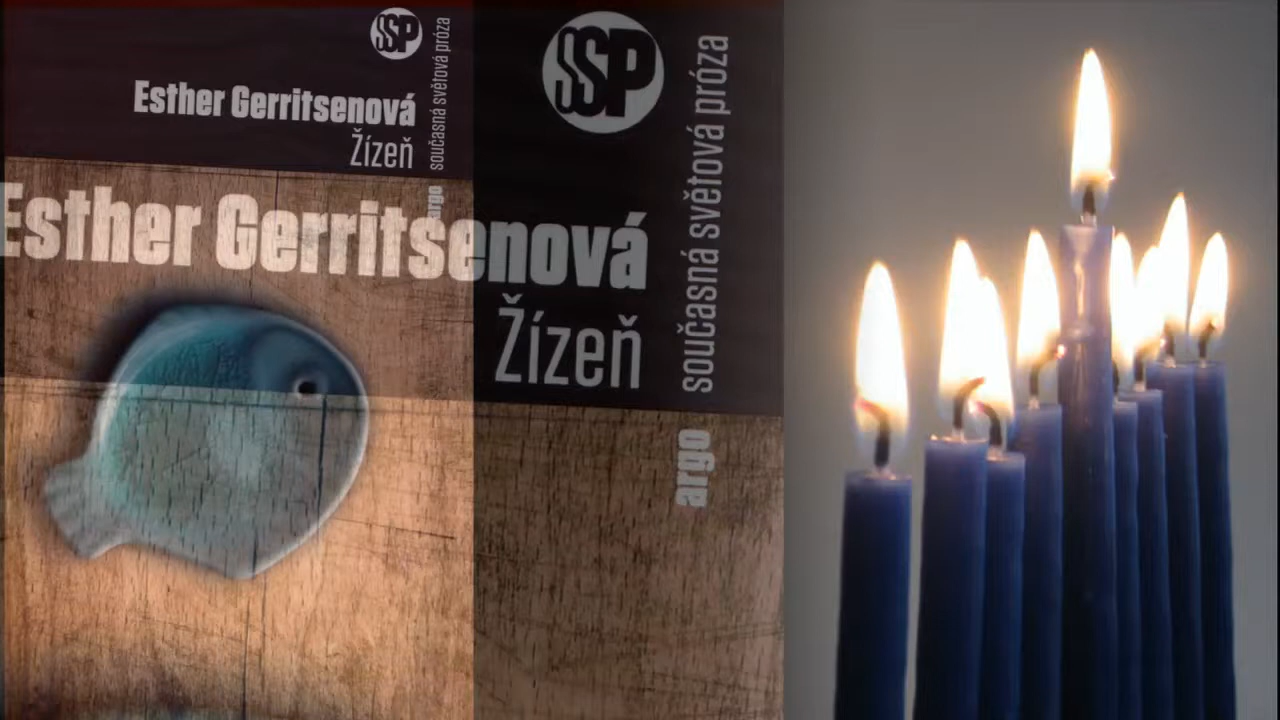 SSP
současná světová próza
Esther Gerritsenová
Žízeň
argo
SSP
současná světová próza
Esther Gerritsenová
Žízeň
argo